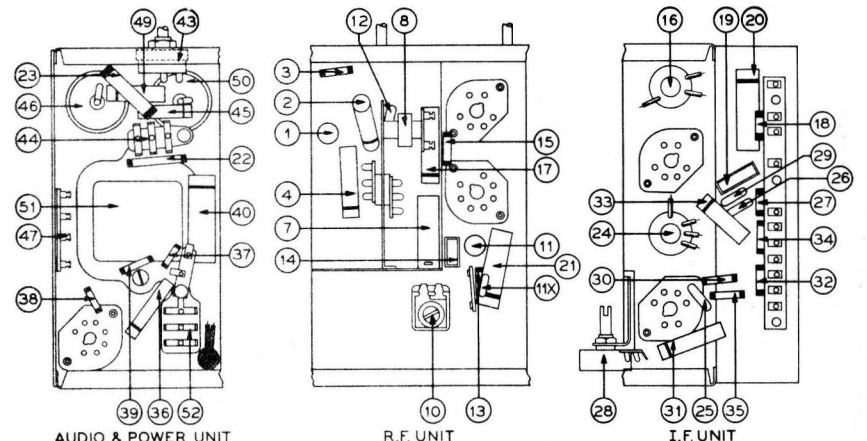 49 43 12 8 16 19 20
23 50 3
46 45 2 18
44 1 15 29
22 17 26
51 40 4 33 27
47 7 24 34
37 14 11 21 30 32
38 11X
39 36 52 10 13 28 31 25 35
AUDIO & POWER UNIT R.F. UNIT I.F. UNIT